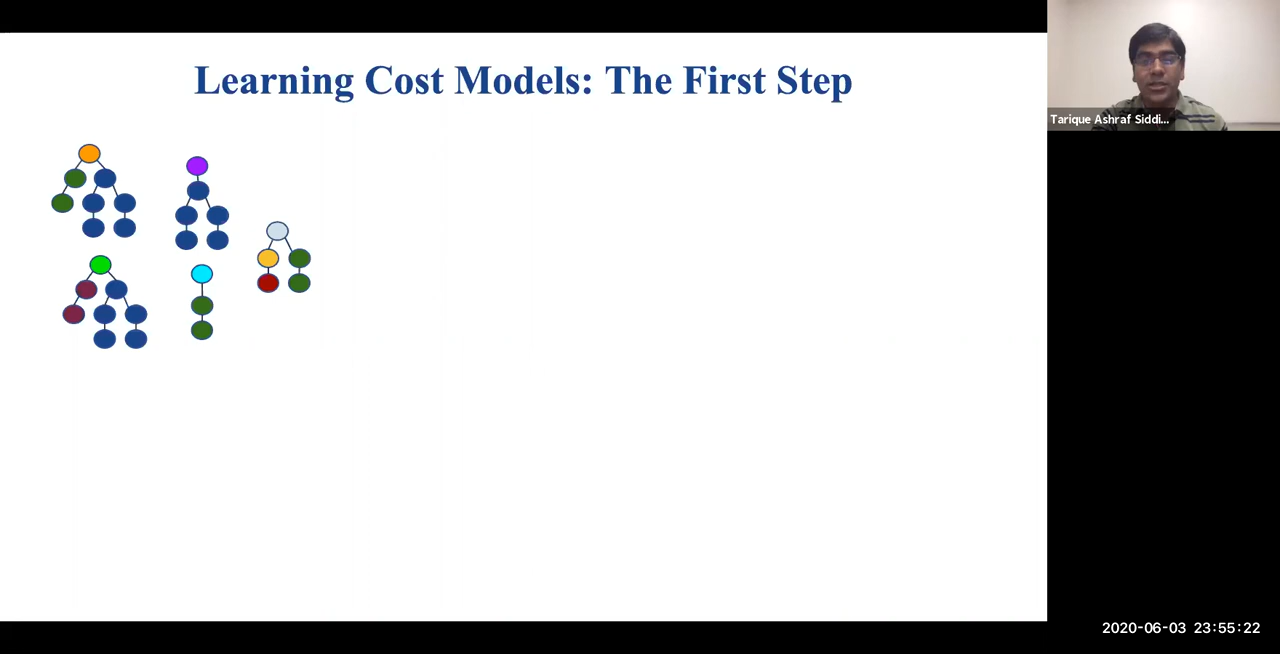 Learning Cost Models: The First Step
Tarique Ashraf Siddi...
2020-06-03 23:55:22